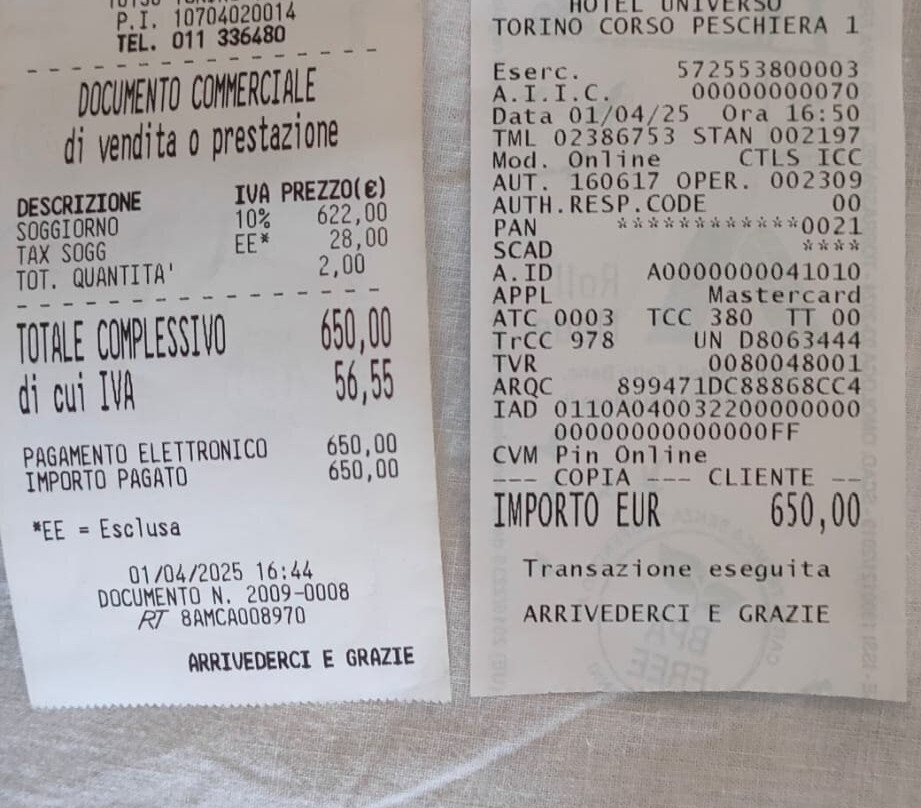 P.I. 10704020014
TEL. 011 336480
DOCUMENTO COMMERCIALE
di vendita o prestazione
DESCRIZIONE IVA PREZZO(€)
SOGGIORNO 10% 622,00
TAX SOGG EE* 28,00
TOT. QUANTITA' 2,00
TOTALE COMPLESSIVO 650,00
di cui IVA 56,55
PAGAMENTO ELETTRONICO 650,00
IMPORTO PAGATO 650,00
*EE = Esclusa
01/04/2025 16:44
DOCUMENTO N. 2009-0008
RT 8AMCA008970
ARRIVEDERCI E GRAZIE
HOTEL UNIVERSO
TORINO CORSO PESCHIERA 1
Eserc. 572553800003
A.I.I.C. 00000000070
Data 01/04/25 Ora 16:50
TML 02386753 STAN 002197
Mod. Online CTLS ICC
AUT. 160617 OPER. 002309
AUTH.RESP.CODE 00
PAN ************0021
SCAD ****
A.ID A0000000041010
APPL Mastercard
ATC 0003 TCC 380 TT 00
TrCC 978 UN D8063444
TVR 0080048001
ARQC 899471DC88868CC4
IAD 0110A04003220000000​0
00000000000000FF
CVM Pin Online
--- COPIA --- CLIENTE --
IMPORTO EUR 650,00
Transazione eseguita
ARRIVEDERCI E GRAZIE